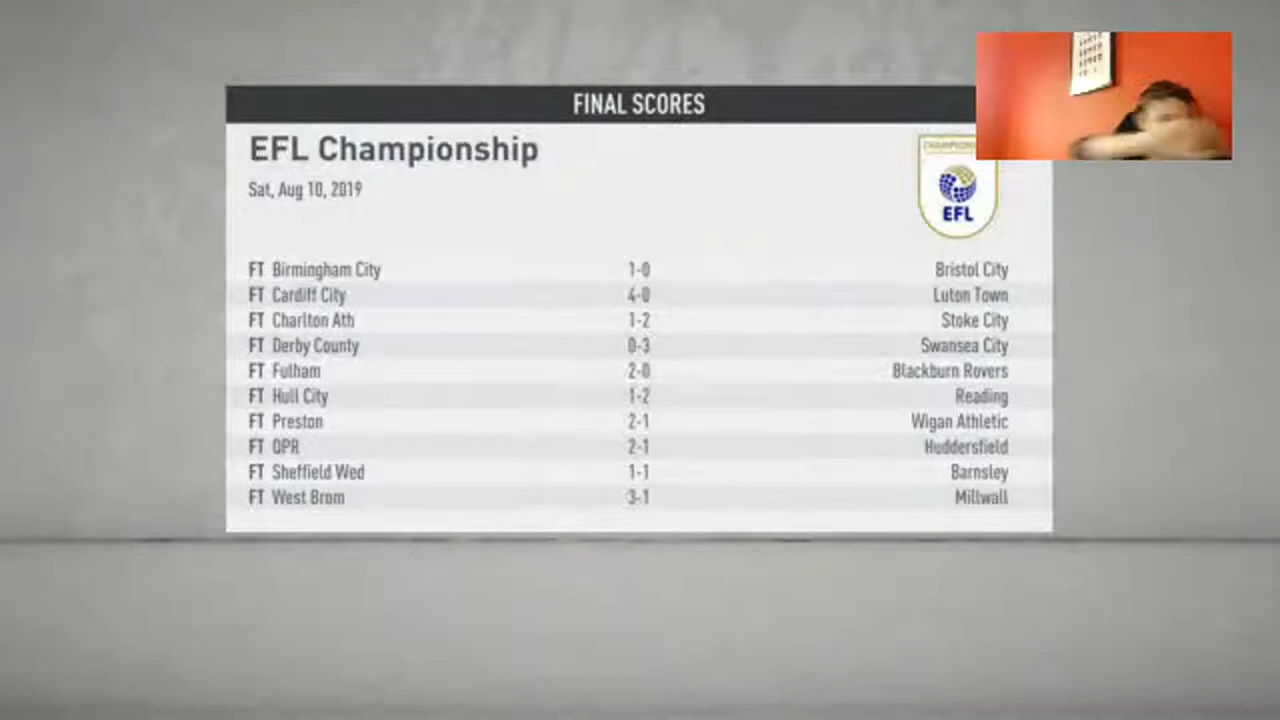 FINAL SCORES
EFL Championship
Sat, Aug 10, 2019
EFL
FT Birmingham City 1-0 Bristol City
FT Cardiff City 4-0 Luton Town
FT Charlton Ath 1-2 Stoke City
FT Derby County 0-3 Swansea City
FT Fulham 2-0 Blackburn Rovers
FT Hull City 1-2 Reading
FT Preston 2-1 Wigan Athletic
FT QPR 2-1 Huddersfield
FT Sheffield Wed 1-1 Barnsley
FT West Brom 3-1 Millwall